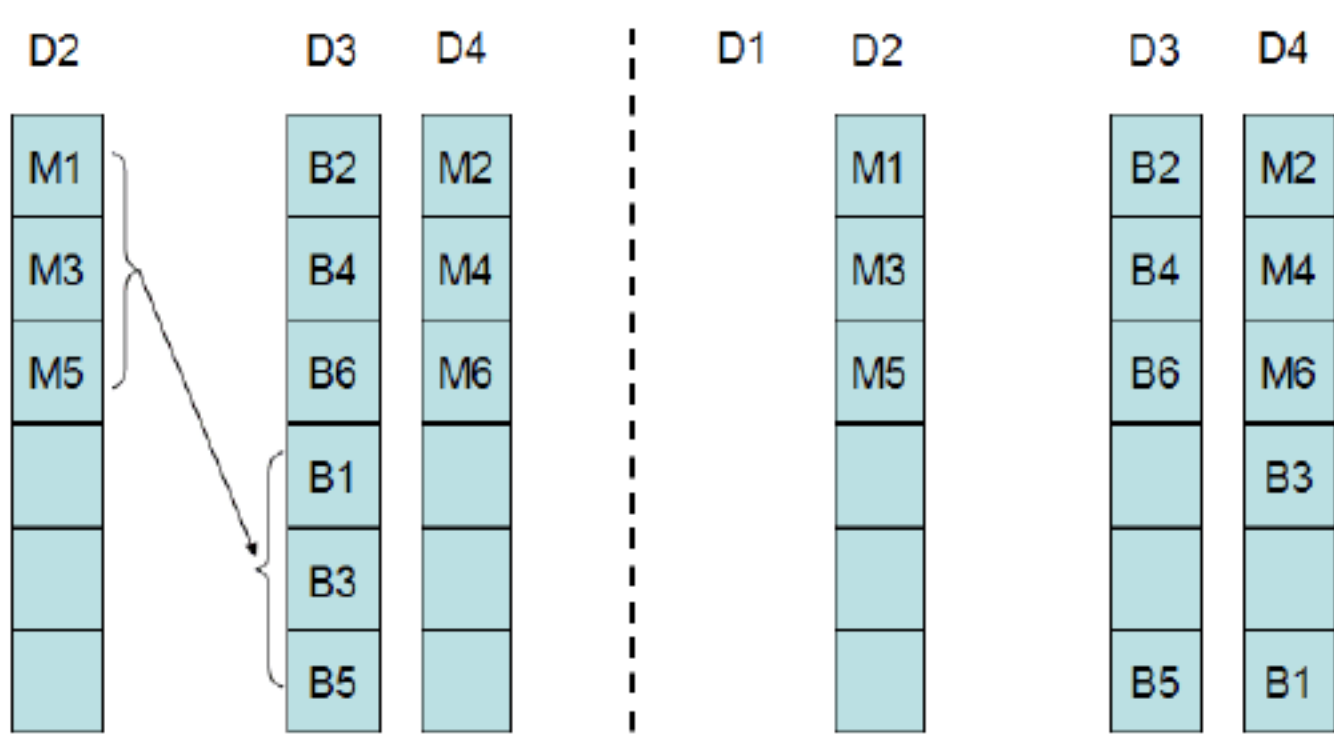 D2 D3 D4 D1 D2 D3 D4
M1 B2 M2 M1 B2 M2
M3 B4 M4 M3 B4 M4
M5 B6 M6 M5 B6 M6
B1 B3
B3
B5 B5 B1